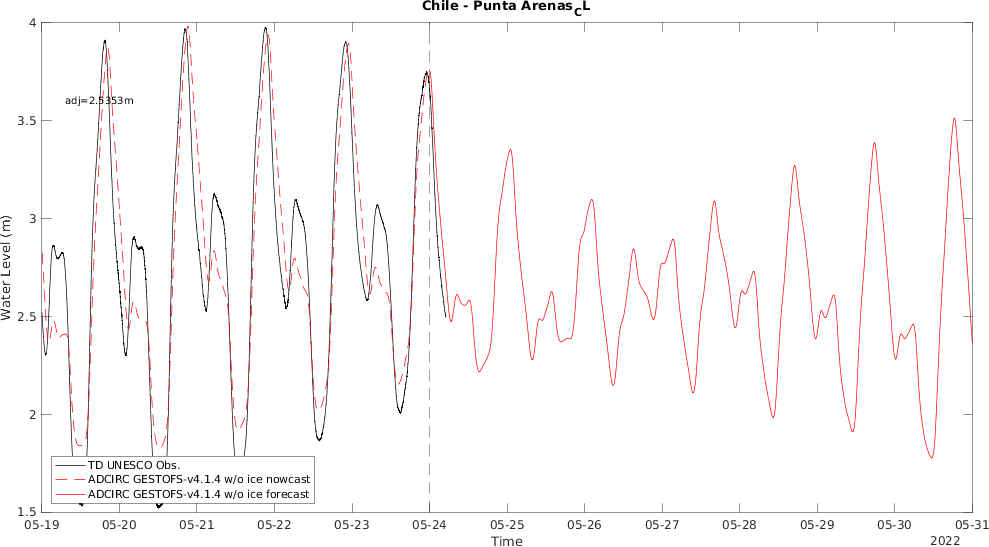 Chile - Punta Arenas_CL
4
3.5
3
2.5
2
1.5
Water Level (m)
adj=2.5353m
TD UNESCO Obs.
ADCIRC GESTOFS-v4.1.4 w/o ice nowcast
ADCIRC GESTOFS-v4.1.4 w/o ice forecast
05-19 05-20 05-21 05-22 05-23 05-24 05-25 05-26 05-27 05-28 05-29 05-30 05-31
Time
2022